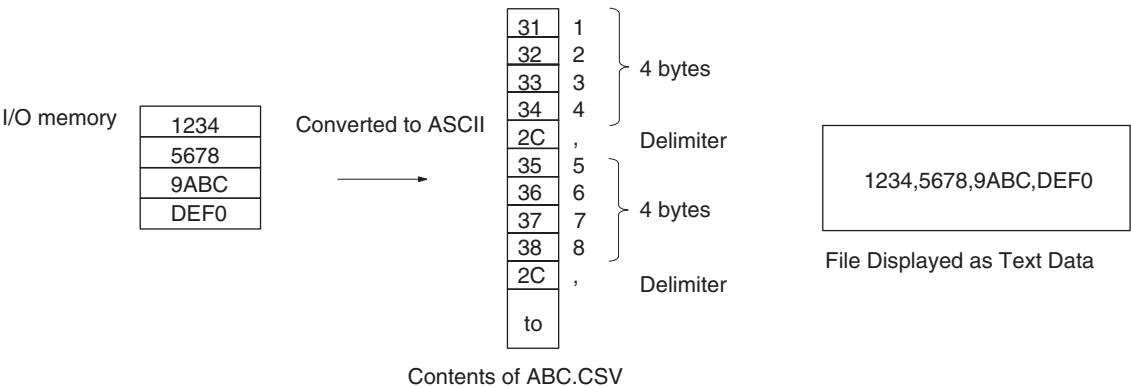 I/O memory
1234
5678
9ABC
DEF0
Converted to ASCII
31 1
32 2
33 3
34 4
4 bytes
2C , Delimiter
35 5
36 6
37 7
38 8
4 bytes
2C , Delimiter
to
Contents of ABC.CSV
1234,5678,9ABC,DEF0
File Displayed as Text Data